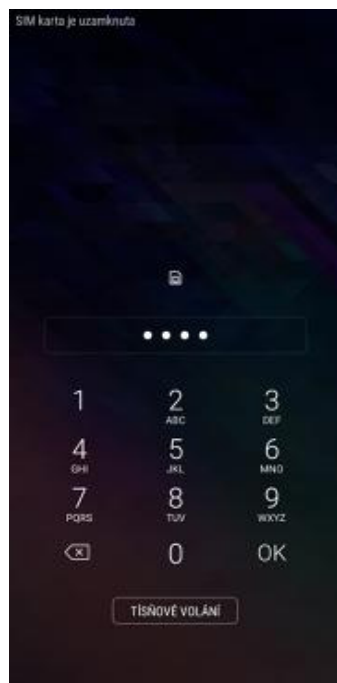 SIM karta je uzamknuta
1 2 3
ABC DEF
4 5 6
GHI JKL MNO
7 8 9
PQRS TUV WXYZ
0 OK
TÍSŇOVÉ VOLÁNÍ